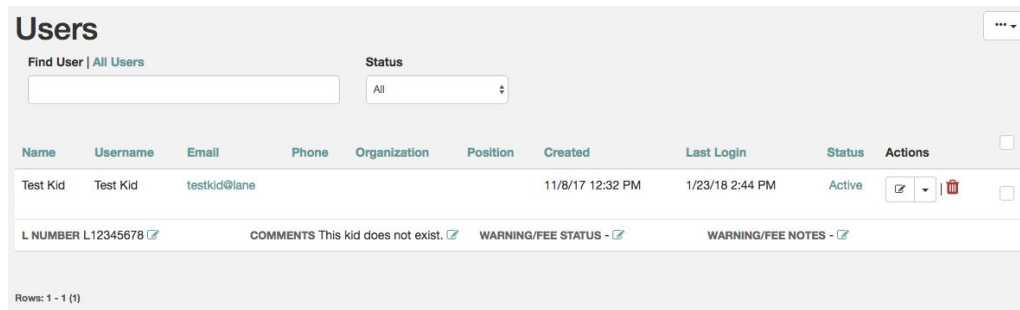 Users
Find User | All Users Status
All
Name Username Email Phone Organization Position Created Last Login Status Actions
Test Kid Test Kid testkid@lane 11/8/17 12:32 PM 1/23/18 2:44 PM Active |
L NUMBER L12345678 COMMENTS This kid does not exist. WARNING/FEE STATUS - WARNING/FEE NOTES -
Rows: 1 - 1 (1)